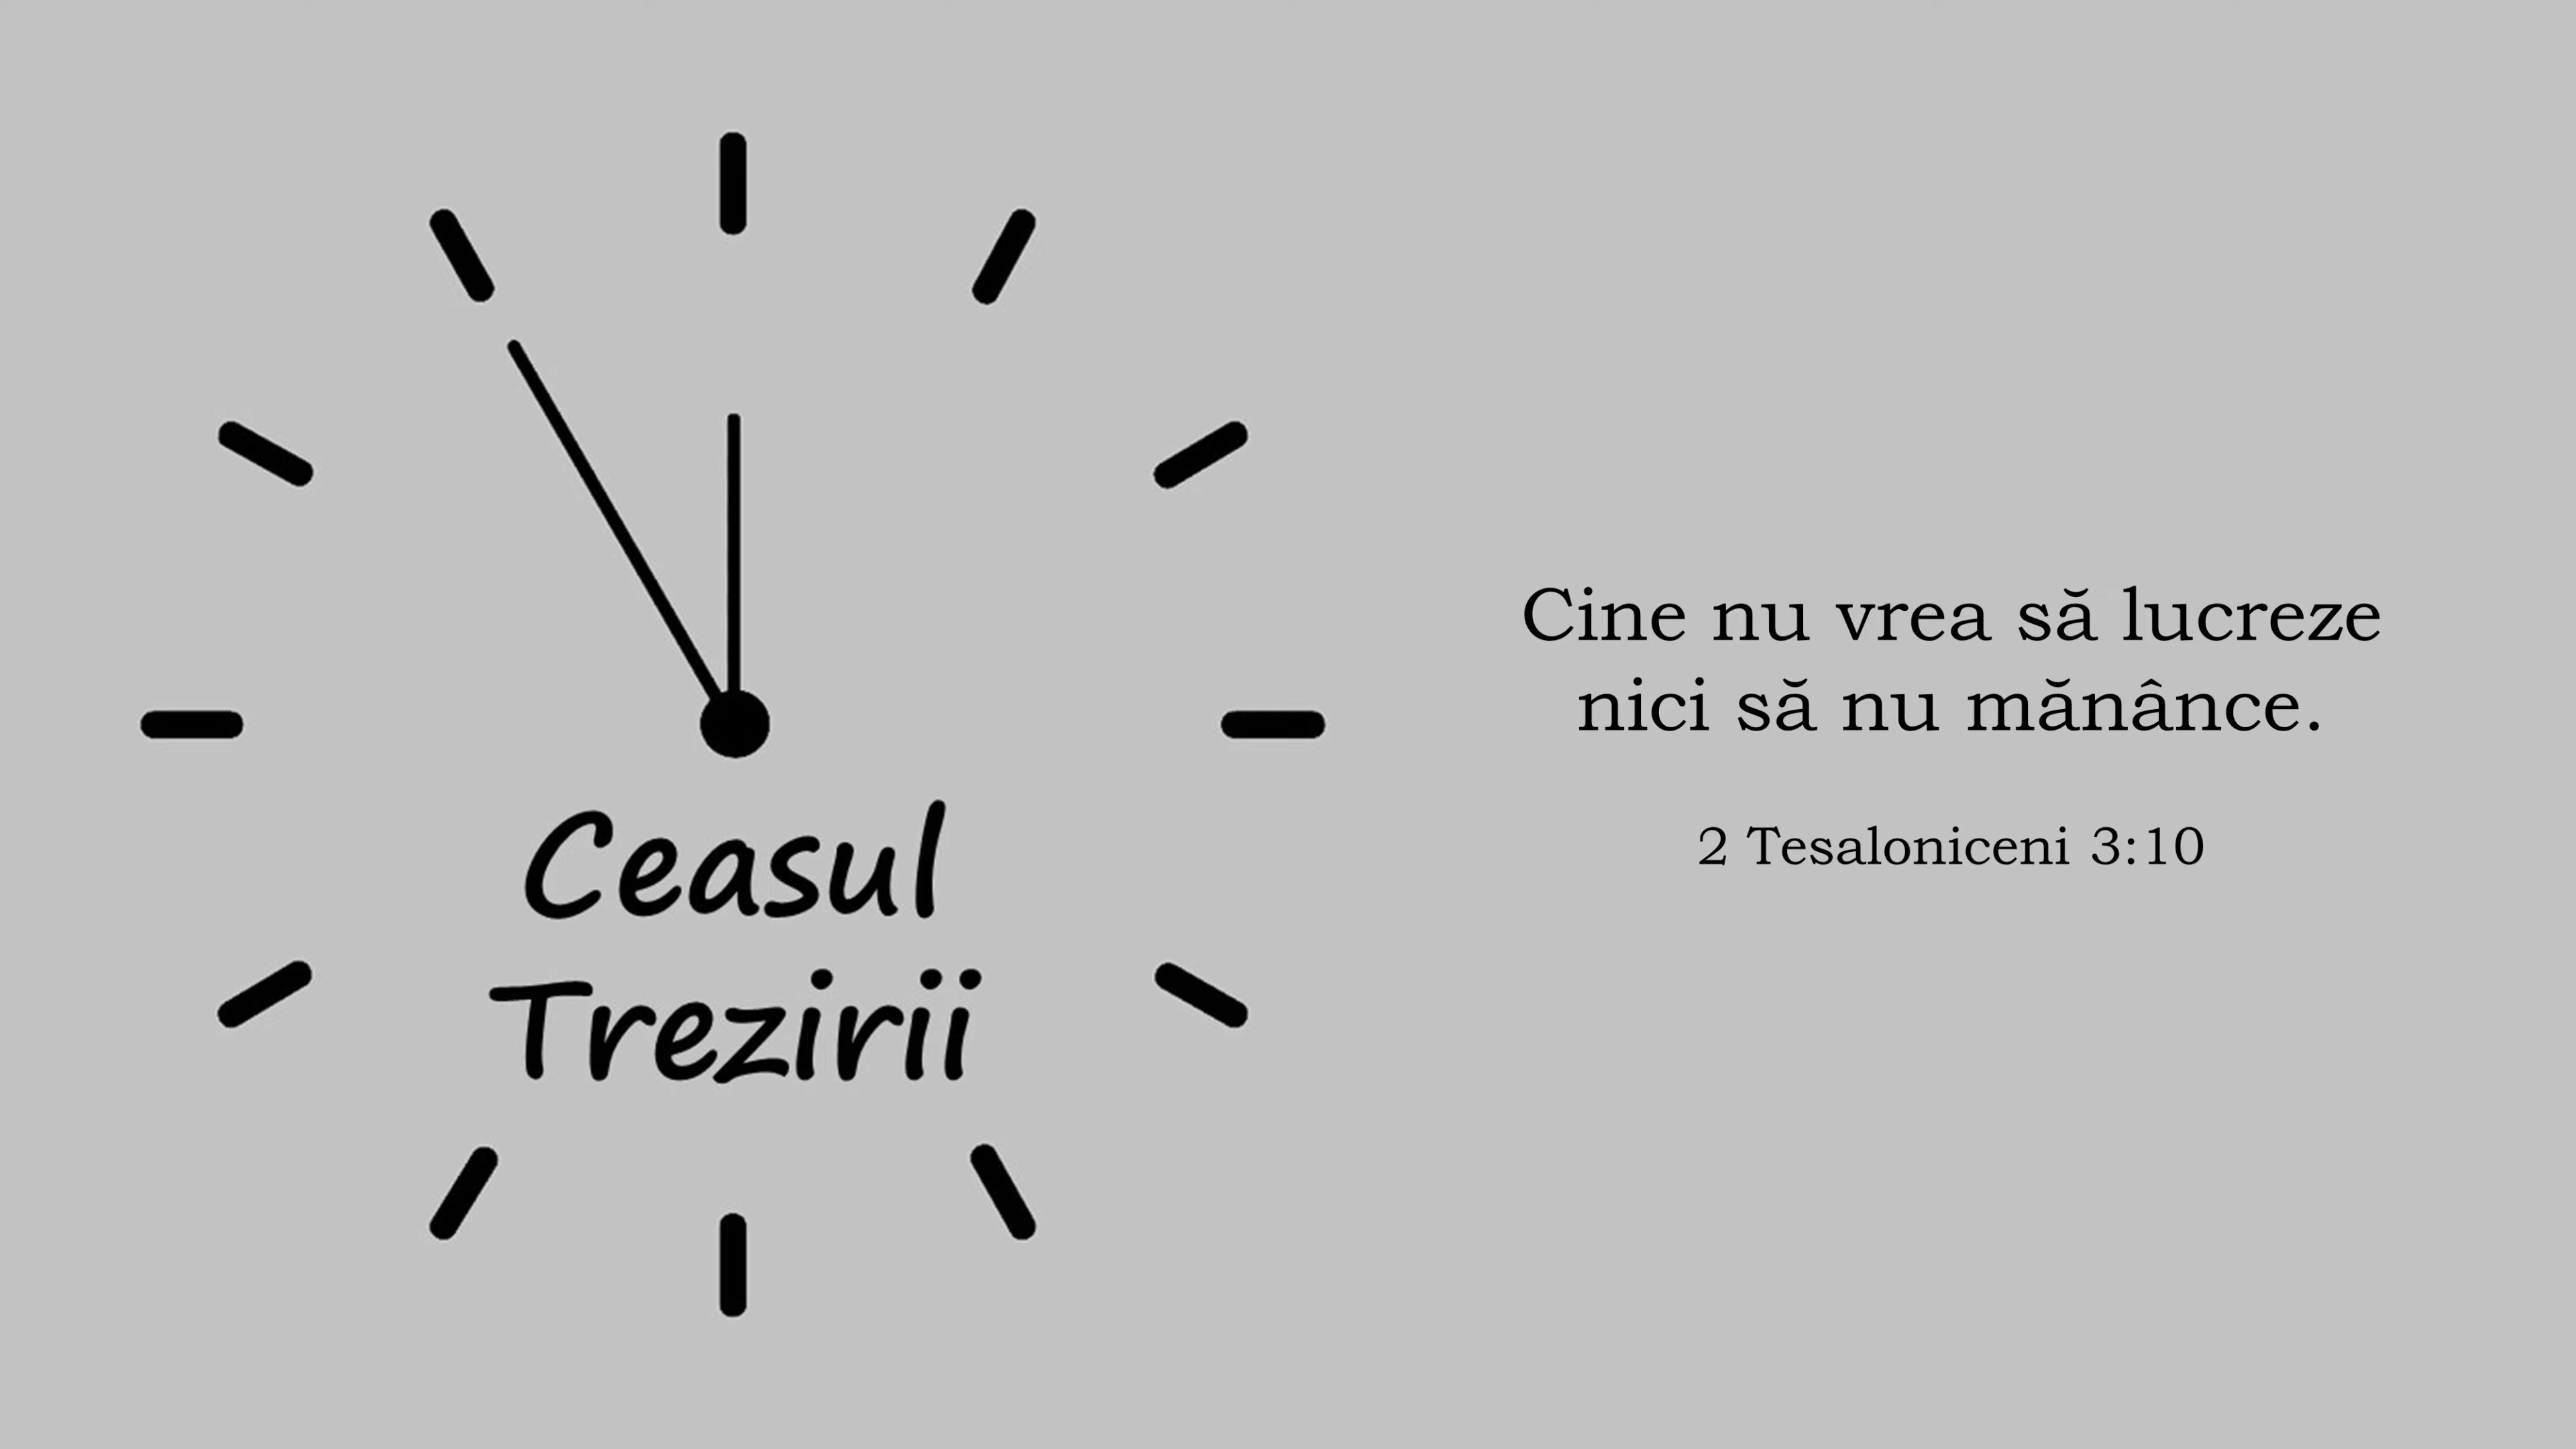 Ceasul
Trezirii
Cine nu vrea să lucreze
nici să nu mănânce.
2 Tesaloniceni 3:10